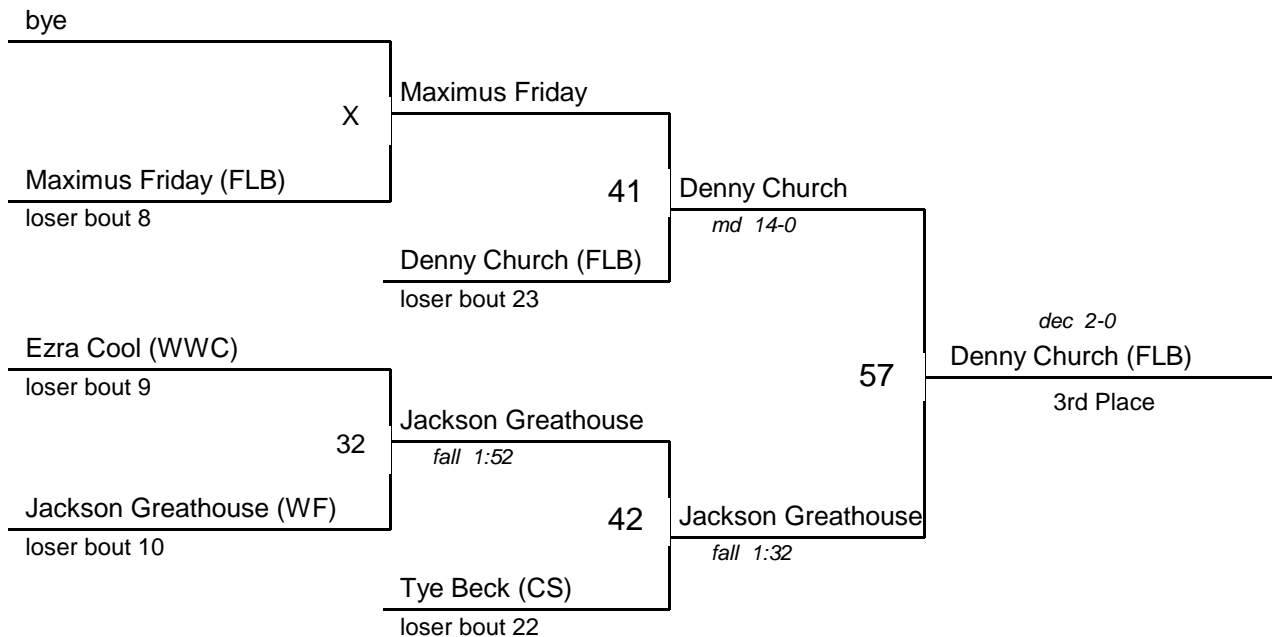 bye
Maximus Friday
X
Maximus Friday (FLB)
loser bout 8
41
Denny Church
md 14-0
Denny Church (FLB)
loser bout 23
dec 2-0
Ezra Cool (WWC)
Denny Church (FLB)
loser bout 9
57
3rd Place
Jackson Greathouse
32
fall 1:52
Jackson Greathouse (WF)
42
Jackson Greathouse
loser bout 10
fall 1:32
Tye Beck (CS)
loser bout 22